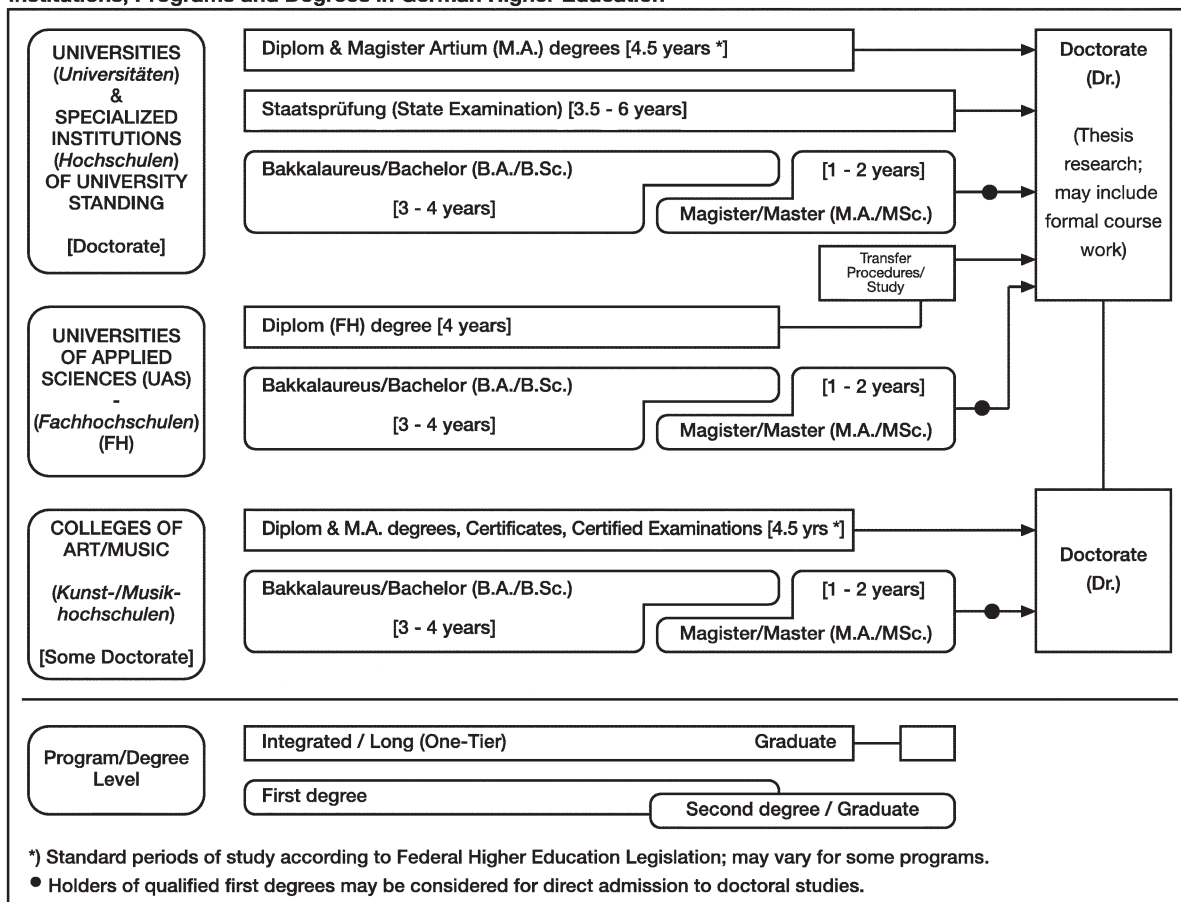 Institutions, Programs and Degrees in German Higher Education
UNIVERSITIES
(Universitäten)
&
SPECIALIZED
INSTITUTIONS
(Hochschulen)
OF UNIVERSITY
STANDING
[Doctorate]
Diplom & Magister Artium (M.A.) degrees [4.5 years *]
Staatsprüfung (State Examination) [3.5 - 6 years]
Bakkalaureus/Bachelor (B.A./B.Sc.)
[3 - 4 years]
[1 - 2 years]
Magister/Master (M.A./MSc.)
Transfer
Procedures/
Study
Doctorate
(Dr.)
(Thesis
research;
may include
formal course
work)
UNIVERSITIES
OF APPLIED
SCIENCES (UAS)
-
(Fachhochschulen)
(FH)
Diplom (FH) degree [4 years]
Bakkalaureus/Bachelor (B.A./B.Sc.)
[3 - 4 years]
[1 - 2 years]
Magister/Master (M.A./MSc.)
COLLEGES OF
ART/MUSIC
(Kunst-/Musik-
hochschulen)
[Some Doctorate]
Diplom & M.A. degrees, Certificates, Certified Examinations [4.5 yrs *]
Bakkalaureus/Bachelor (B.A./B.Sc.)
[3 - 4 years]
[1 - 2 years]
Magister/Master (M.A./MSc.)
Doctorate
(Dr.)
Program/Degree
Level
Integrated / Long (One-Tier) Graduate
First degree
Second degree / Graduate
*) Standard periods of study according to Federal Higher Education Legislation; may vary for some programs.
● Holders of qualified first degrees may be considered for direct admission to doctoral studies.